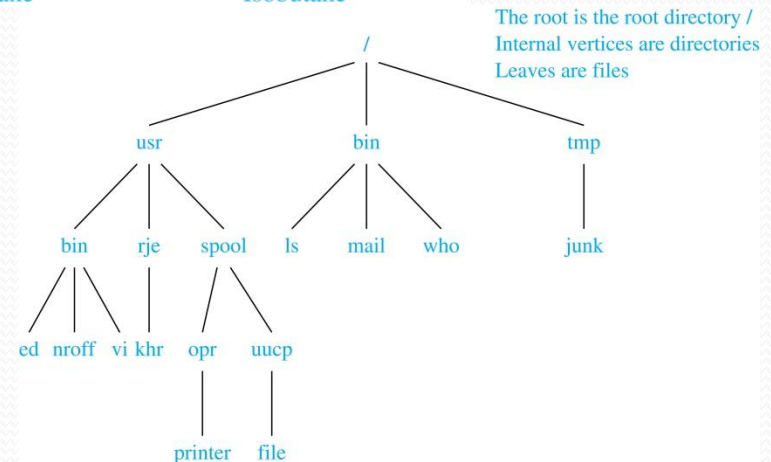 The root is the root directory /
Internal vertices are directories
Leaves are files
/
usr bin tmp
bin rje spool ls mail who junk
ed nroff vi khr opr uucp
printer file